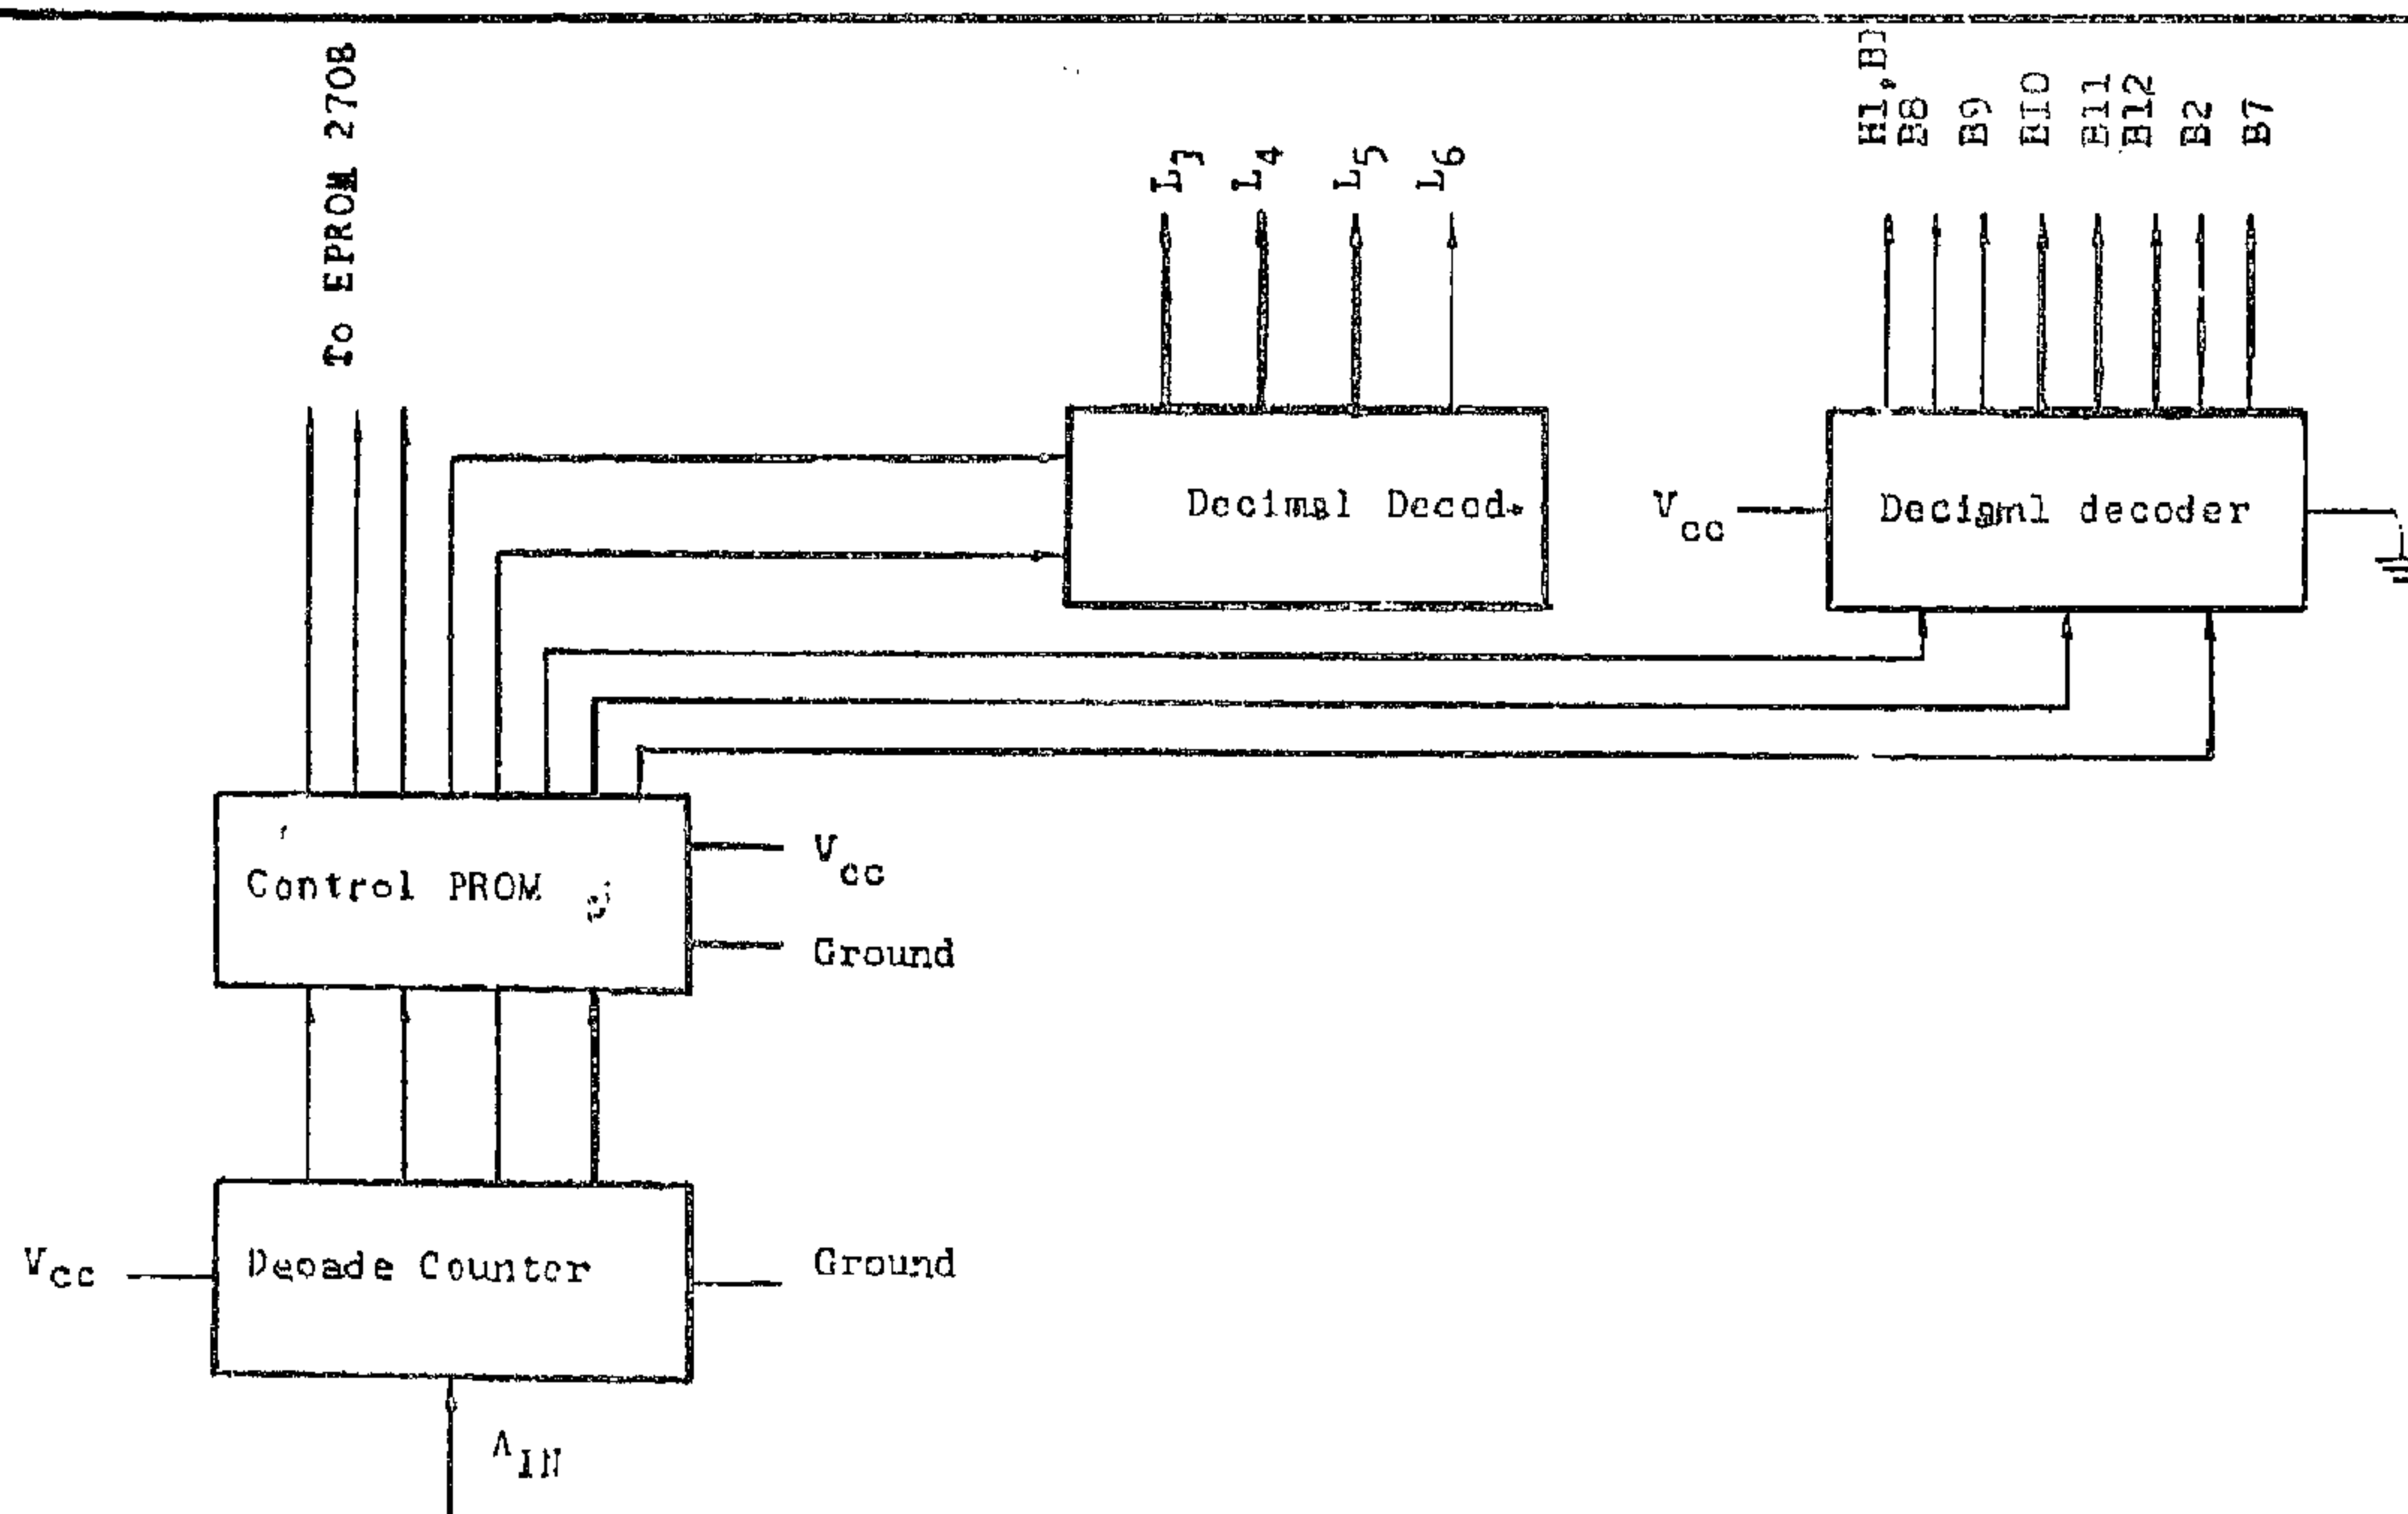 To EPROM 2708
L3
L4
L5
L6
B8
B9
B10
B11
B12
B2
B7
Decimal Decod.
Vcc
Decimal decoder
Control PROM
Vcc
Ground
Vcc
Decade Counter
Ground
AIN